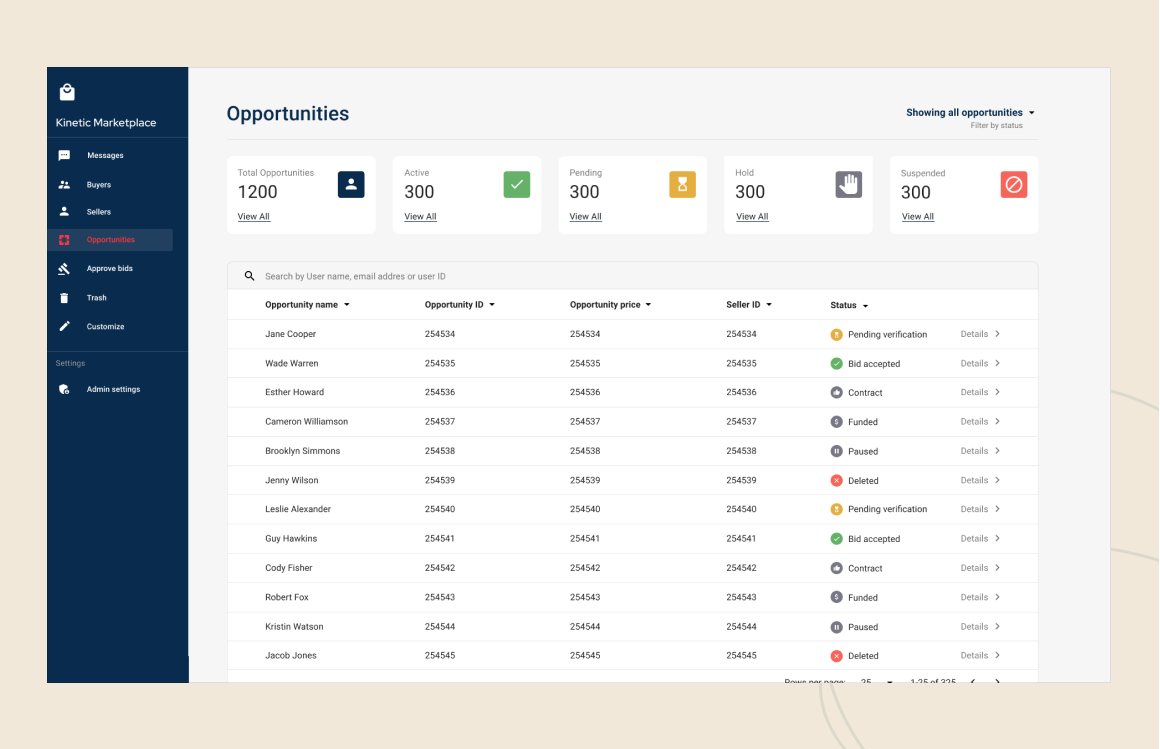 Kinetic Marketplace
Messages
Buyers
Sellers
Opportunities
Approve bids
Trash
Customize
Settings
Admin settings
Opportunities
Showing all opportunities
Filter by status
Total Opportunities
1200
View All
Active
300
View All
Pending
300
View All
Hold
300
View All
Suspended
300
View All
Search by User name, email addres or user ID
Opportunity name Opportunity ID Opportunity price Seller ID Status
Jane Cooper 254534 254534 254534 Pending verification Details
Wade Warren 254535 254535 254535 Bid accepted Details
Esther Howard 254536 254536 254536 Contract Details
Cameron Williamson 254537 254537 254537 Funded Details
Brooklyn Simmons 254538 254538 254538 Paused Details
Jenny Wilson 254539 254539 254539 Deleted Details
Leslie Alexander 254540 254540 254540 Pending verification Details
Guy Hawkins 254541 254541 254541 Bid accepted Details
Cody Fisher 254542 254542 254542 Contract Details
Robert Fox 254543 254543 254543 Funded Details
Kristin Watson 254544 254544 254544 Paused Details
Jacob Jones 254545 254545 254545 Deleted Details
Rows per page: 25 1-25 of 325